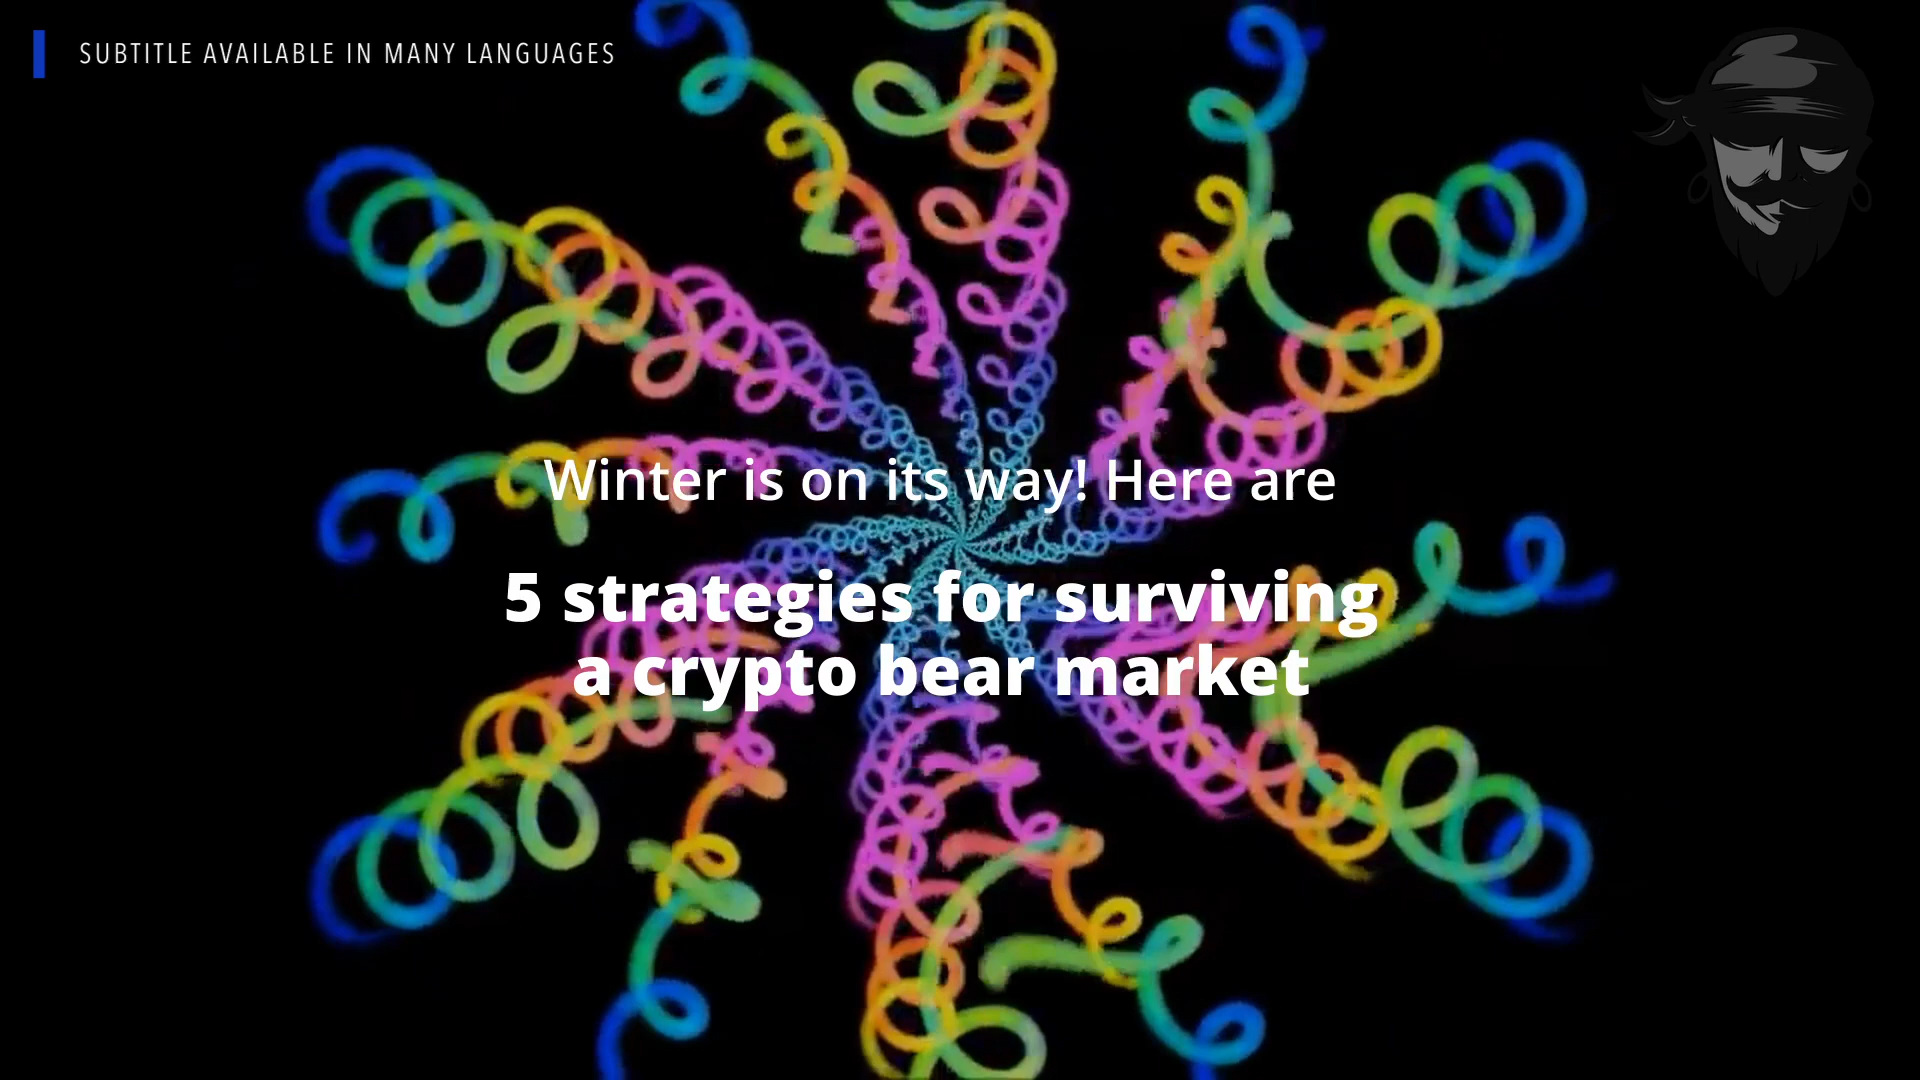 SUBTITLE AVAILABLE IN MANY LANGUAGES
Winter is on its way! Here are
5 strategies for surviving
a crypto bear market